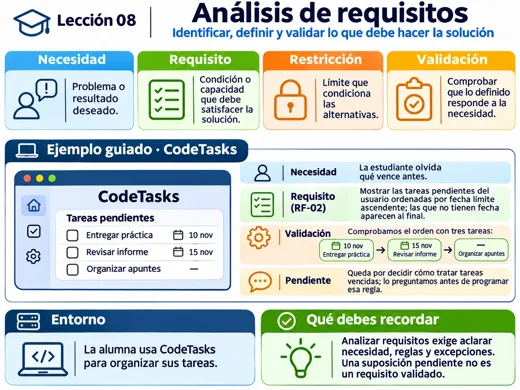 Lección 08
Análisis de requisitos
Identificar, definir y validar lo que debe hacer la solución
Necesidad
Problema o
resultado
deseado.
Requisito
Condición o
capacidad
que debe
satisfacer la
solución.
Restricción
Límite que
condiciona
las
alternativas.
Validación
Comprobar
que lo definido
responde a la
necesidad.
Ejemplo guiado · CodeTasks
CodeTasks
Tareas pendientes
Entregar práctica
10 nov
Revisar informe
15 nov
Organizar apuntes
—
Necesidad
La estudiante olvida
qué vence antes.
Requisito
(RF-02)
Mostrar las tareas pendientes del
usuario ordenadas por fecha límite
ascendente; las que no tienen fecha
aparecen al final.
Validación
Comprobamos el orden con tres tareas:
10 nov
Entregar práctica
15 nov
Revisar informe
—
Organizar apuntes
Pendiente
Queda por decidir cómo tratar tareas
vencidas; lo preguntamos antes de programar
esa regla.
Entorno
La alumna usa CodeTasks
para organizar sus tareas.
Qué debes recordar
Analizar requisitos exige aclarar
necesidad, reglas y excepciones.
Una suposición pendiente no es
un requisito validado.